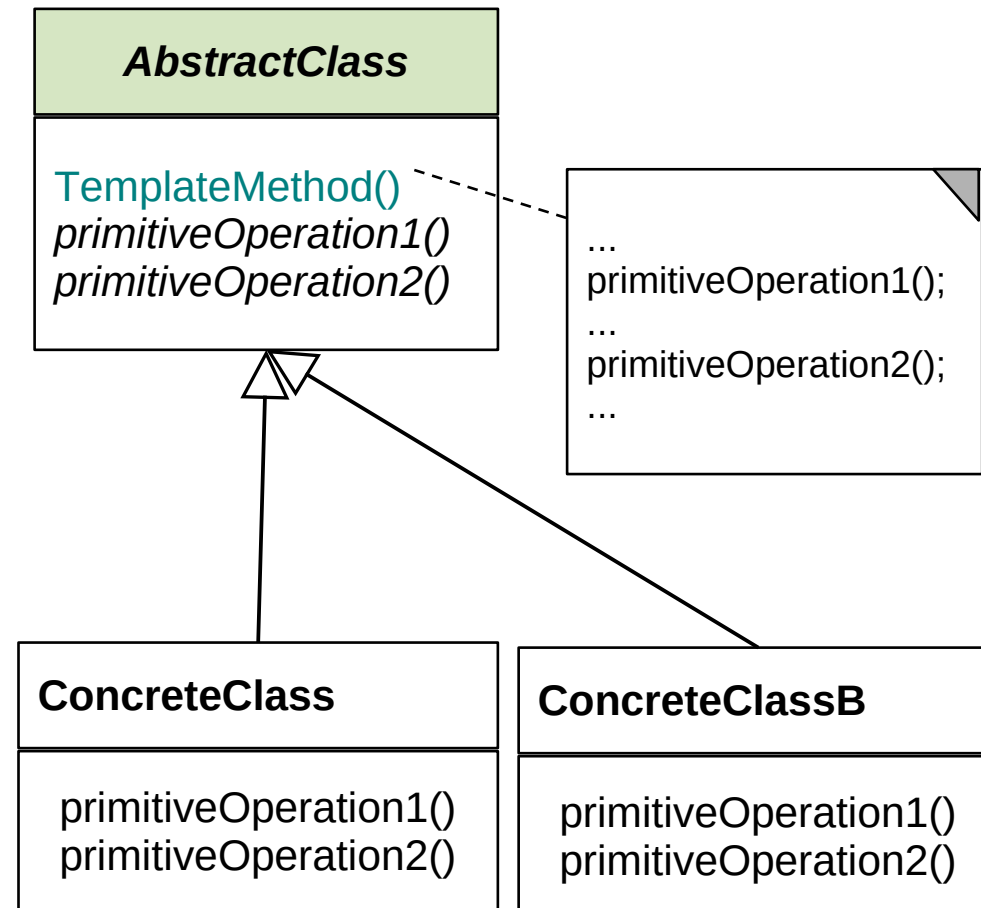 AbstractClass
TemplateMethod()
primitiveOperation1()
primitiveOperation2()
...
primitiveOperation1();
...
primitiveOperation2();
...
ConcreteClass
primitiveOperation1()
primitiveOperation2()
ConcreteClassB
primitiveOperation1()
primitiveOperation2()